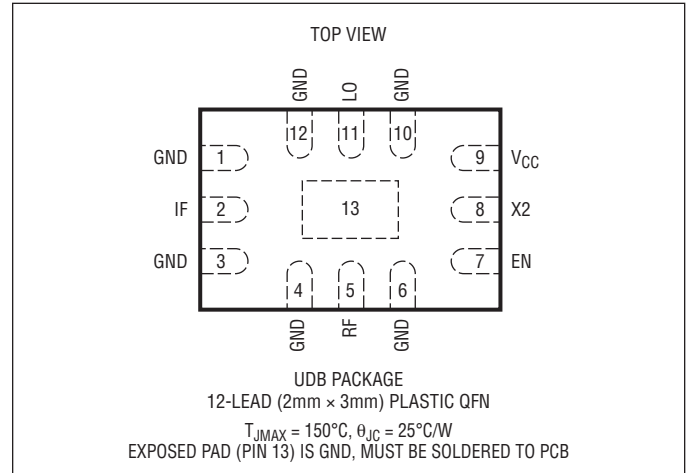 TOP VIEW
GND
LO
GND
12
11
10
GND 1
9 VCC
IF 2
13
8 X2
GND 3
7 EN
4
5
6
GND
RF
GND
UDB PACKAGE
12-LEAD (2mm × 3mm) PLASTIC QFN
TJMAX = 150°C, θJC = 25°C/W
EXPOSED PAD (PIN 13) IS GND, MUST BE SOLDERED TO PCB